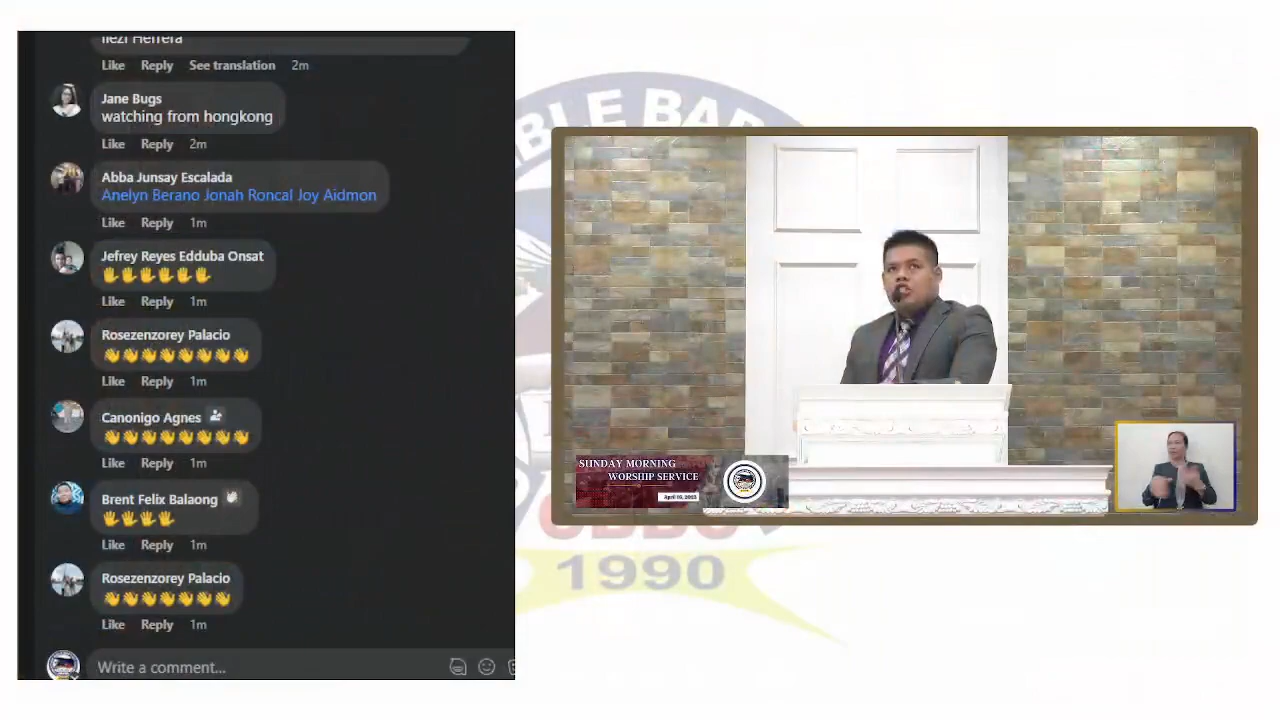 Hezi Herrera
Like Reply See translation 2m
Jane Bugs
watching from hongkong
Like Reply 2m
Abba Junsay Escalada
Anelyn Berano Jonah Roncal Joy Aidmon
Like Reply 1m
Jefrey Reyes Edduba Onsat
🖐🖐🖐🖐🖐🖐
Like Reply 1m
Rosezenzorey Palacio
👋👋👋👋👋👋👋👋
Like Reply 1m
Canonigo Agnes
👋👋👋👋👋👋👋👋
Like Reply 1m
Brent Felix Balaong
🖐🖐🖐🖐
Like Reply 1m
Rosezenzorey Palacio
👋👋👋👋👋👋👋
Like Reply 1m
Write a comment...
1990
SUNDAY MORNING
WORSHIP SERVICE